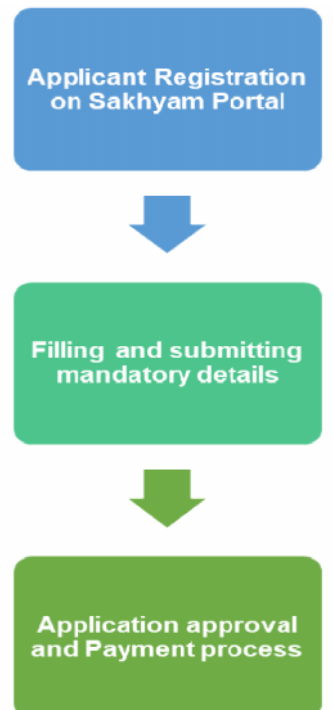 Applicant Registration
on Sakhyam Portal
Filling and submitting
mandatory details
Application approval
and Payment process